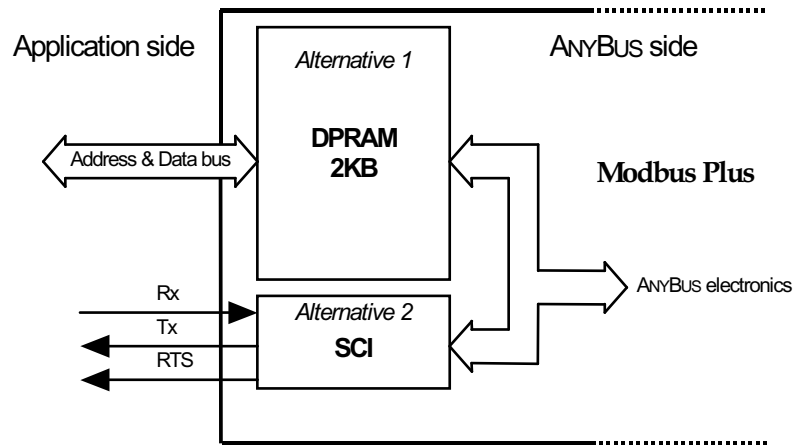 Application side
Alternative 1
ANYBUS side
DPRAM
2KB
Address & Data bus
Modbus Plus
Rx
Tx
RTS
Alternative 2
SCI
ANYBUS electronics